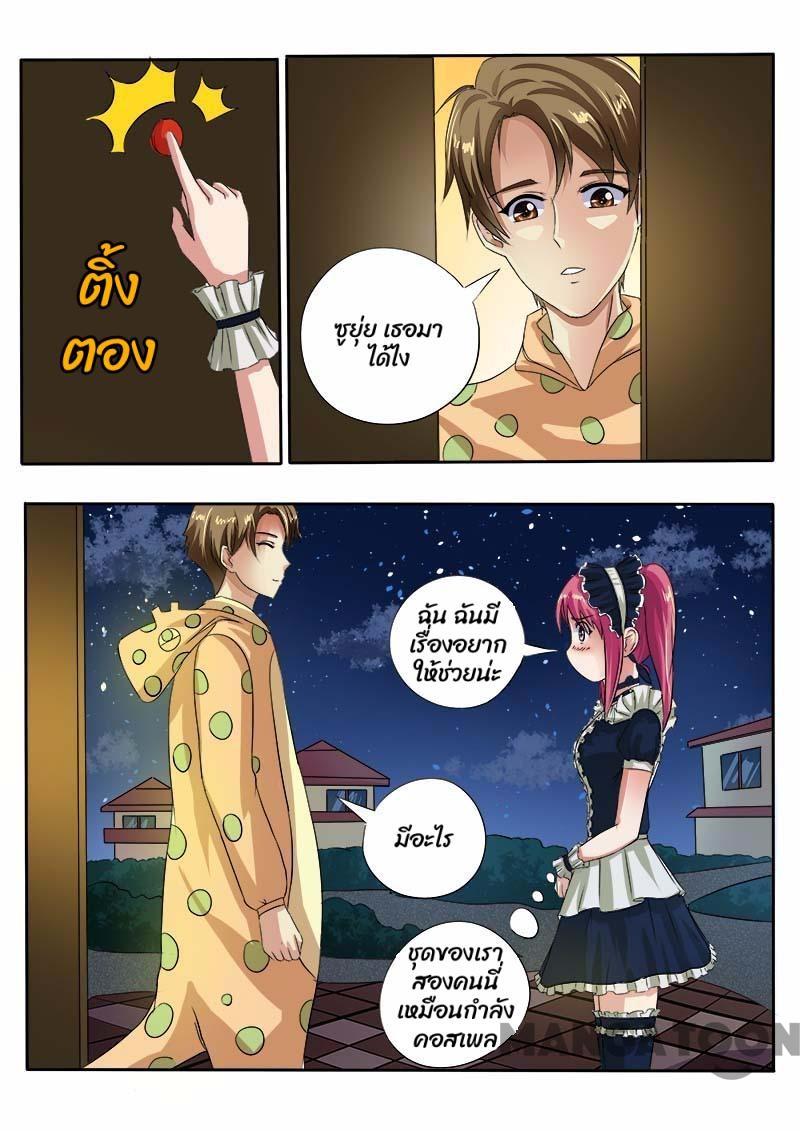 ติ้ง
ตอง
ซูยุ่ย เธอมา
ได้ไง
ฉัน ฉันมี
เรื่องอยาก
ให้ช่วยน่ะ
มีอะไร
ชุดของเรา
สองคนนี่
เหมือนกำลัง
คอสเพล
MANGATOON